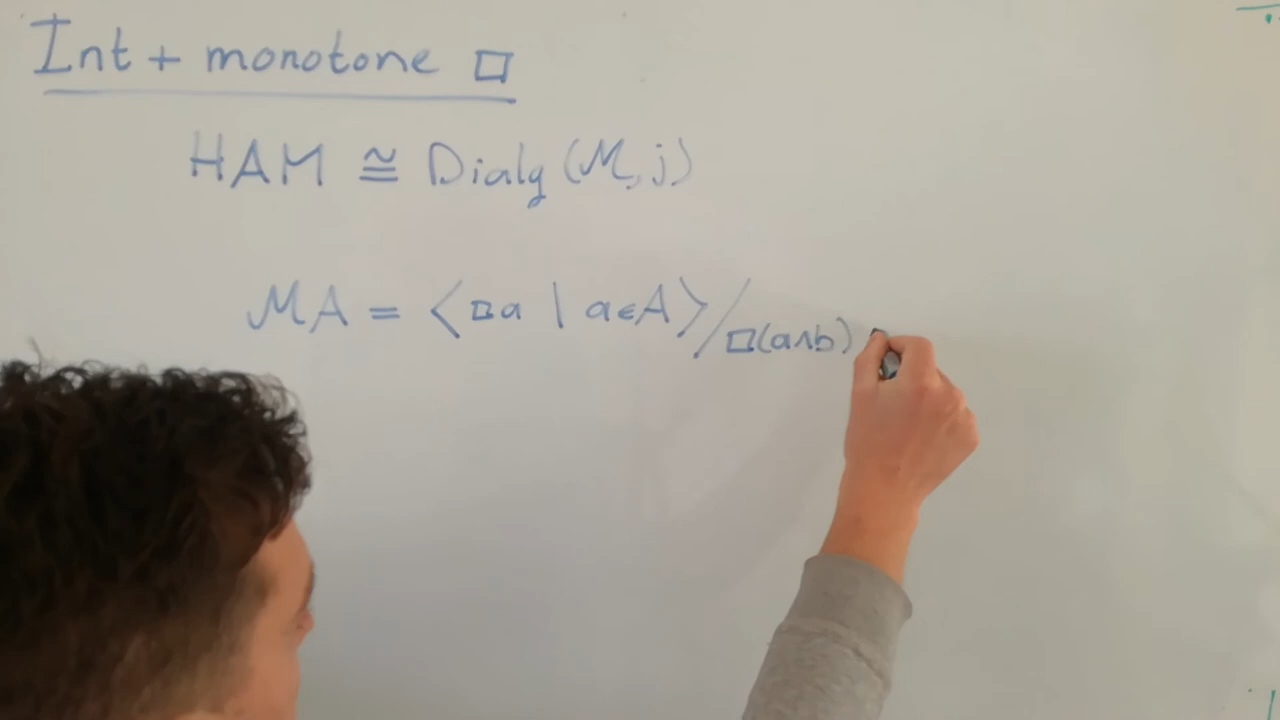 Int + monotone □
HAM ≅ Dialg (M, j)
MA = ⟨□a | a∈A⟩/□(a∧b)